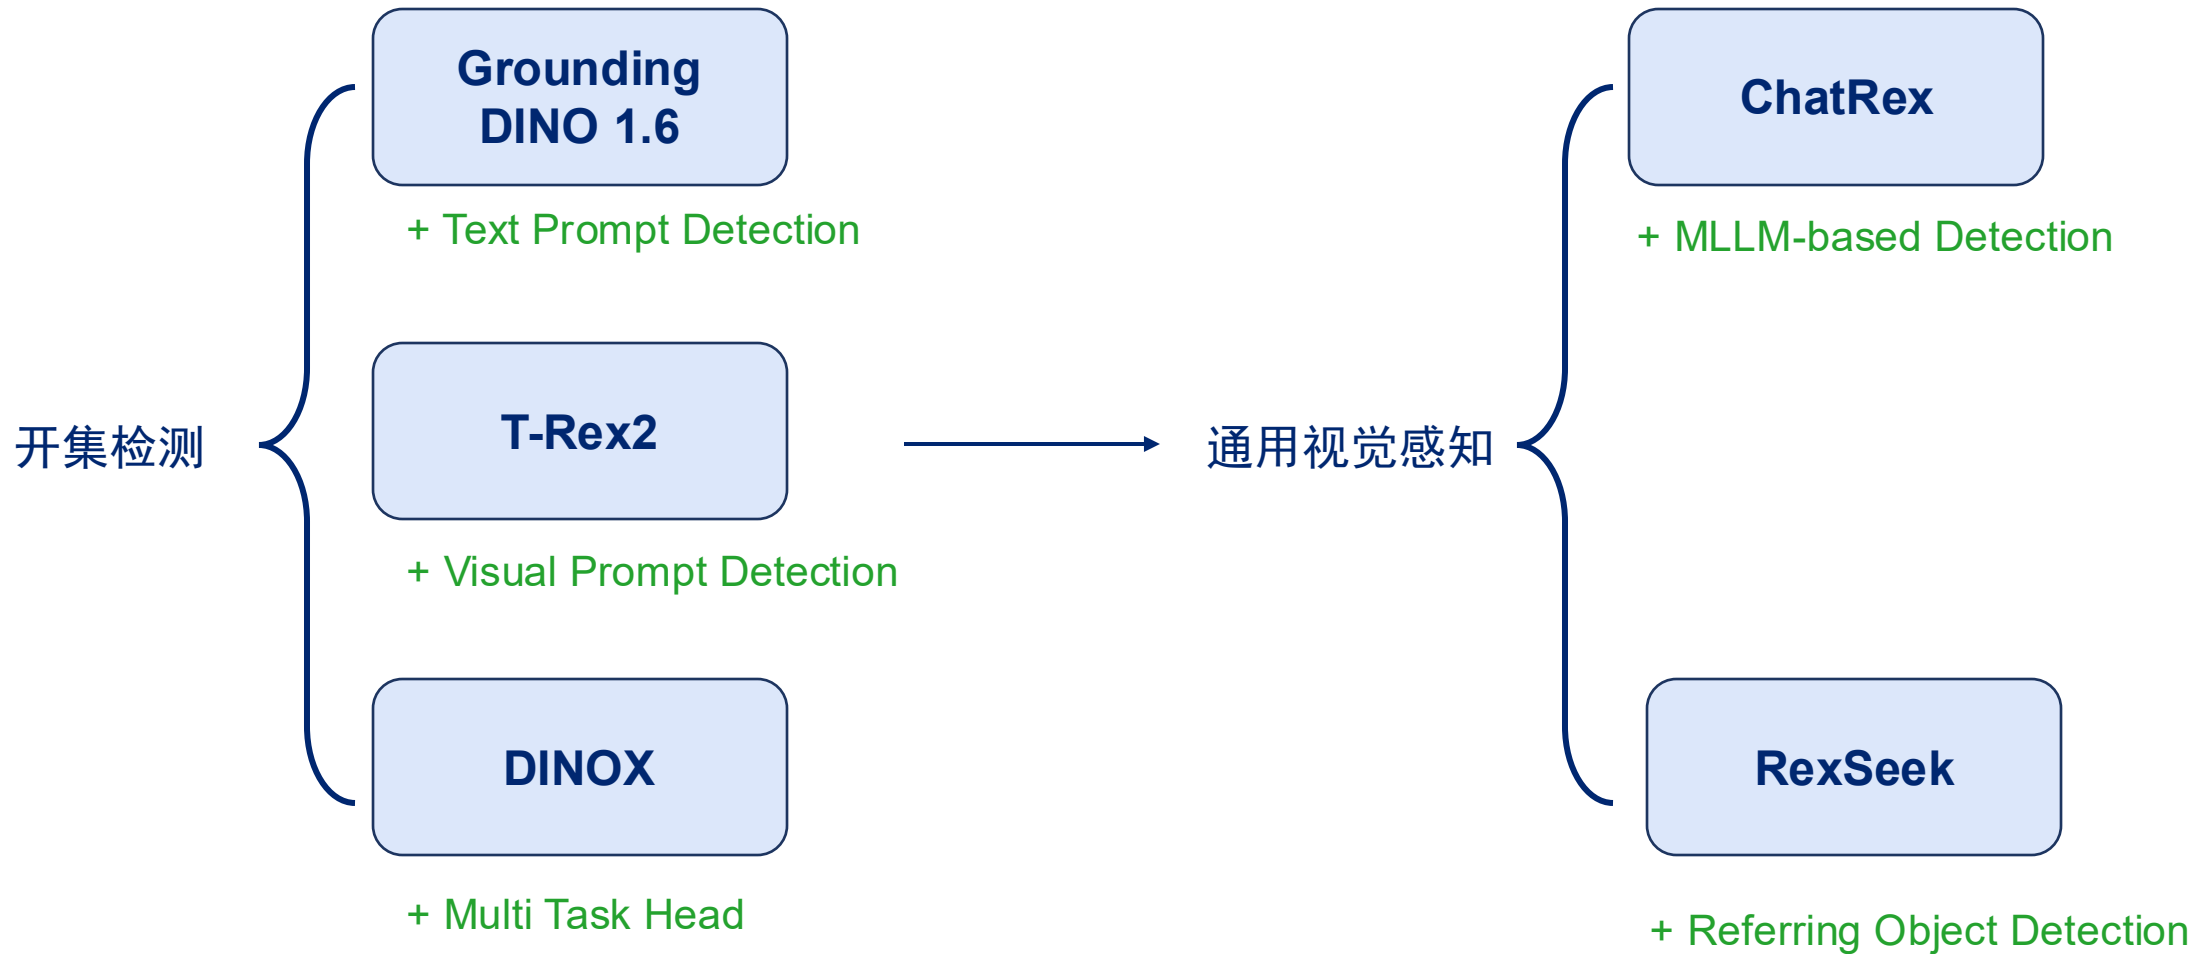 开集检测
Grounding
DINO 1.6
+ Text Prompt Detection
T-Rex2
+ Visual Prompt Detection
DINOX
+ Multi Task Head
通用视觉感知
ChatRex
+ MLLM-based Detection
RexSeek
+ Referring Object Detection